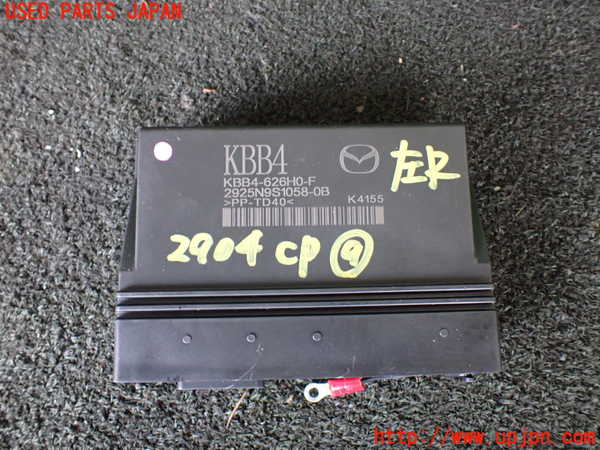 USED PARTS JAPAN
KBB4
KBB4-626H0-F
2925N9S1058-0B
>PP-TD40<
K4155
左R
2904 CP 9
http://www.upjpn.com/